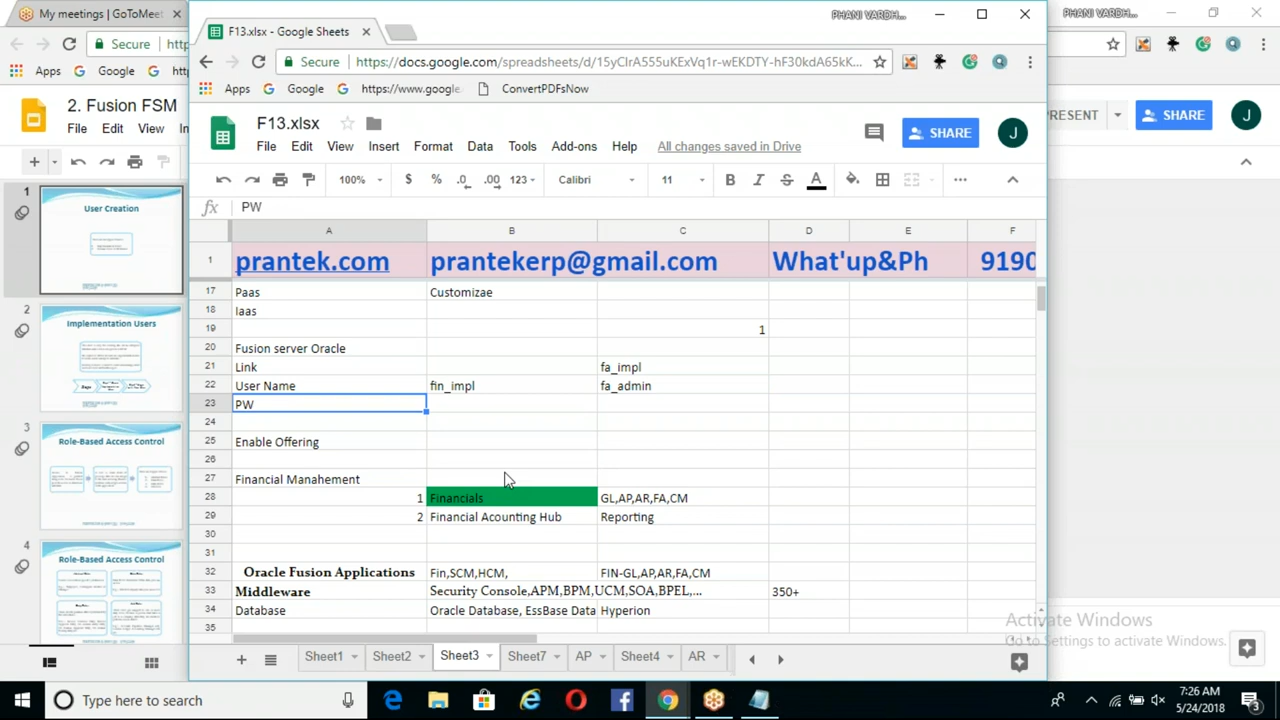 My meetings | GoToMeet
PHANI VARDH...
PHANI VARDH...
F13.xlsx - Google Sheets
Secure
Secure https://docs.google.com/spreadsheets/d/15yClrA555uKExVq1r-wEKDTY-hF30kdA65kK...
Apps Google
Apps Google https://www.google. ConvertPDFsNow
2. Fusion FSM
File Edit View
F13.xlsx
File Edit View Insert Format Data Tools Add-ons Help All changes saved in Drive
SHARE J
PRESENT SHARE J
100% $ % .0 .00 123 Calibri 11 B I S A
fx PW
A B C D E F
1 prantek.com prantekerp@gmail.com What'up&Ph 9190
17 Paas Customizae
18 Iaas
19 1
20 Fusion server Oracle
21 Link fa_impl
22 User Name fin_impl fa_admin
23 PW
24
25 Enable Offering
26
27 Financial Manahement
28 1 Financials GL,AP,AR,FA,CM
29 2 Financial Acounting Hub Reporting
30
31
32 Oracle Fusion Applications Fin,SCM,HCM, FIN-GL,AP,AR,FA,CM
33 Middleware Security Console,APM,BPM,UCM,SOA,BPEL,... 350+
34 Database Oracle Database, EssBase Data Hyperion
35
1 User Creation
2 Implementation Users
3 Role-Based Access Control
4 Role-Based Access Control
Activate Windows
Go to Settings to activate Windows.
Sheet1 Sheet2 Sheet3 Sheet7 AP Sheet4 AR
Type here to search
7:26 AM
5/24/2018
3